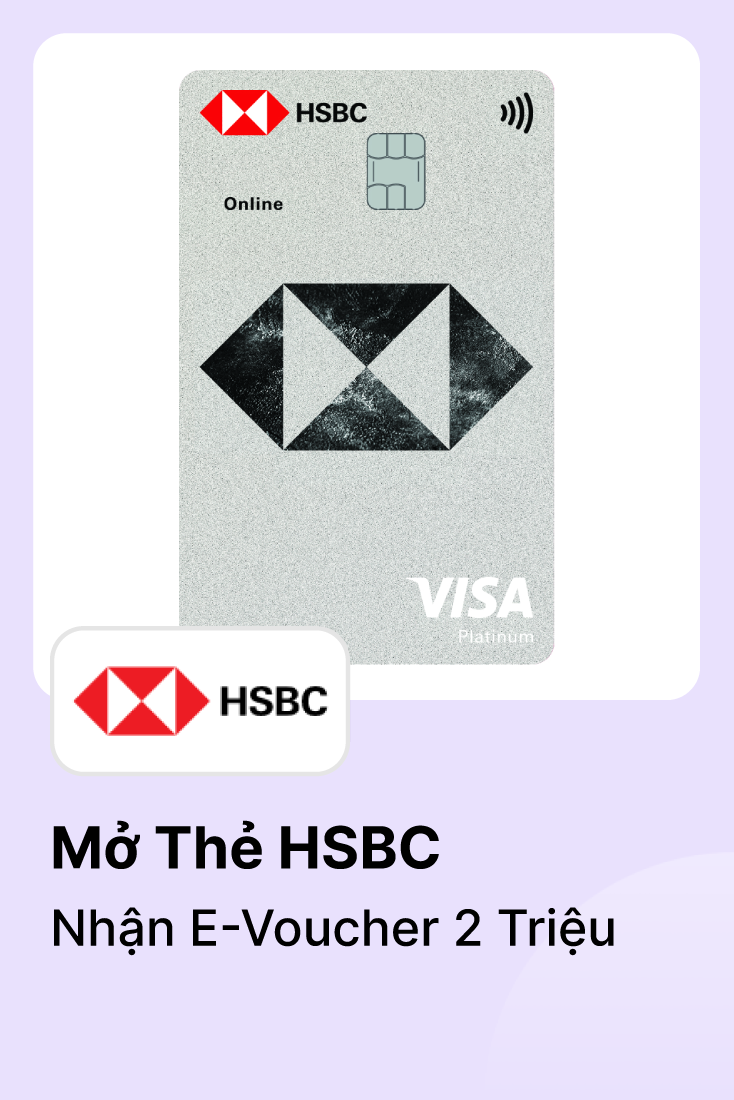 HSBC
Online
VISA
Platinum
HSBC
Mở Thẻ HSBC
Nhận E-Voucher 2 Triệu